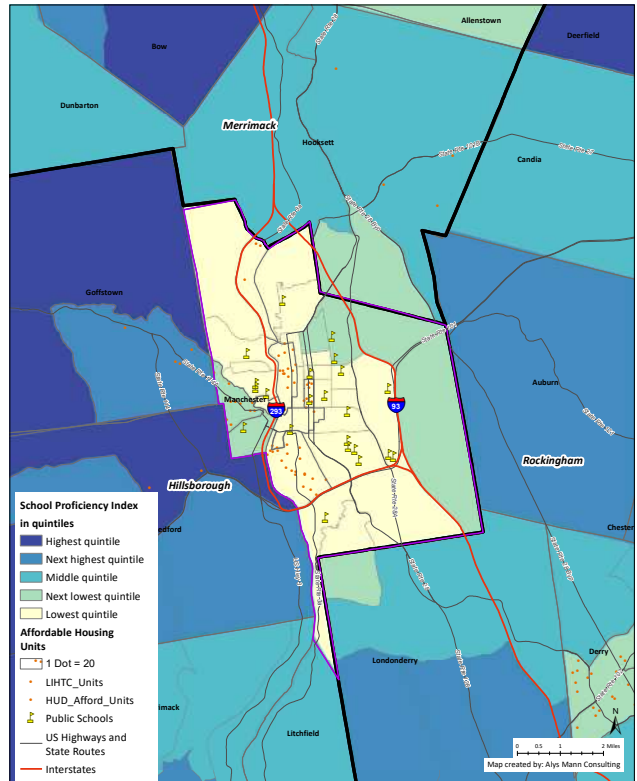 Allenstown
Deerfield
Bow
Dunbarton
Merrimack
Hooksett
Candia
Goffstown
Manchester
293
93
Auburn
Rockingham
Hillsborough
Chester
Londonderry
Derry
Litchfield
edford
imack
School Proficiency Index
in quintiles
Highest quintile
Next highest quintile
Middle quintile
Next lowest quintile
Lowest quintile
Affordable Housing
Units
1 Dot = 20
LIHTC_Units
HUD_Afford_Units
Public Schools
US Highways and
State Routes
Interstates
N
0 0.5 1 2 Miles
Map created by: Alys Mann Consulting